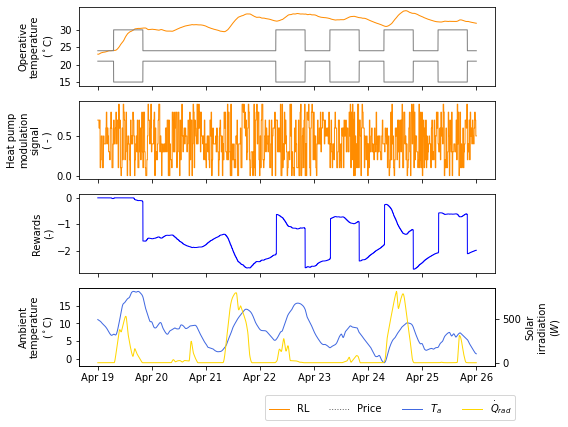 Operative
temperature
(°C)
30
25
20
15
Heat pump
modulation
signal
( - )
0.5
0.0
Rewards
(-)
0
−1
−2
Ambient
temperature
(°C)
15
10
5
0
500
0
Solar
irradiation
(W)
Apr 19 Apr 20 Apr 21 Apr 22 Apr 23 Apr 24 Apr 25 Apr 26
RL Price T_a Q̇_rad